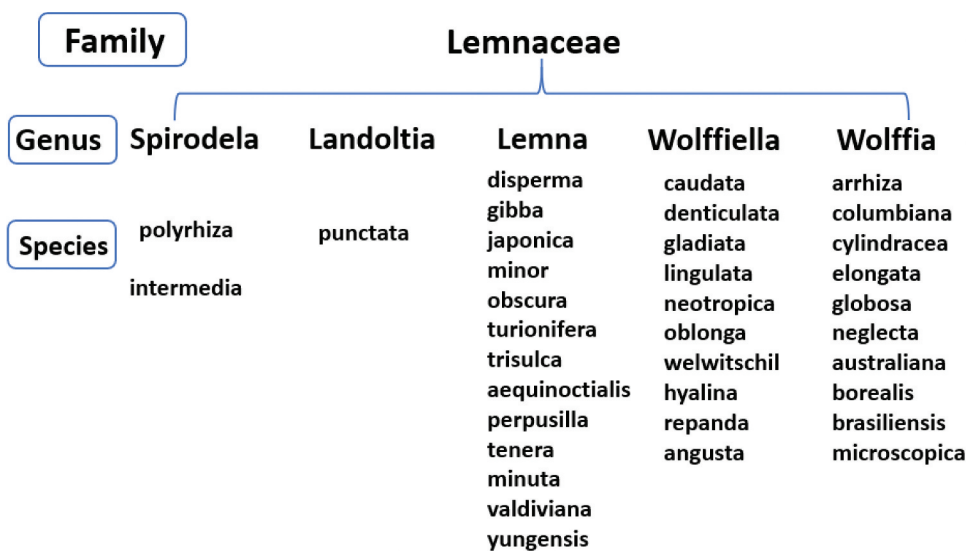 Family
Lemnaceae
Genus
Spirodela
Landoltia
Lemna
Wolffiella
Wolffia
Species
polyrhiza
intermedia
punctata
disperma
gibba
japonica
minor
obscura
turionifera
trisulca
aequinoctialis
perpusilla
tenera
minuta
valdiviana
yungensis
caudata
denticulata
gladiata
lingulata
neotropica
oblonga
welwitschil
hyalina
repanda
angusta
arrhiza
columbiana
cylindracea
elongata
globosa
neglecta
australiana
borealis
brasiliensis
microscopica